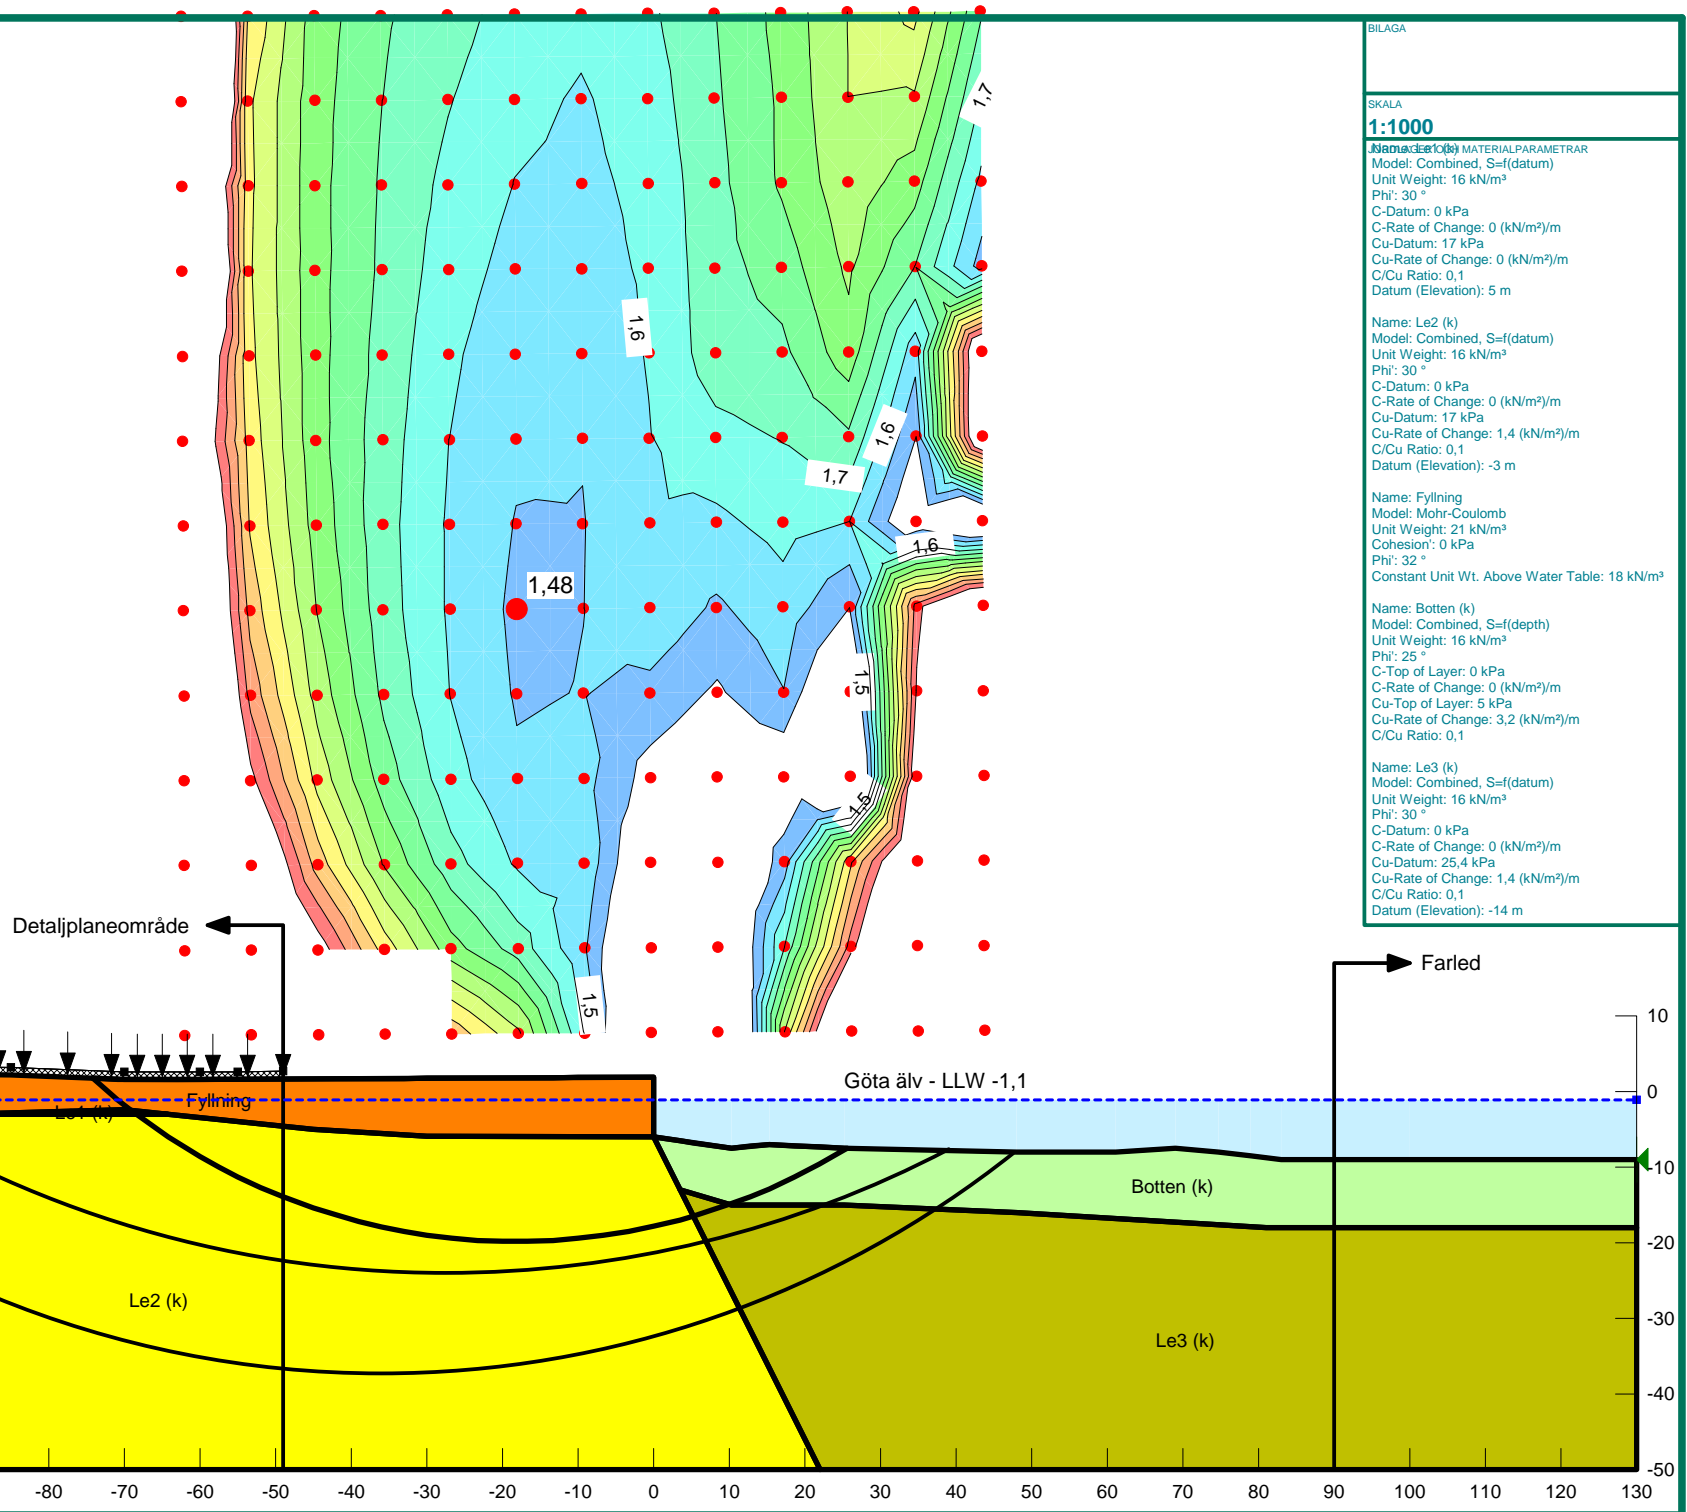 BILAGA
SKALA
1:1000
JORDLAGER OCH MATERIALPARAMETRAR
Name: Le1 (k)
Model: Combined, S=f(datum)
Unit Weight: 16 kN/m³
Phi': 30 °
C-Datum: 0 kPa
C-Rate of Change: 0 (kN/m²)/m
Cu-Datum: 17 kPa
Cu-Rate of Change: 0 (kN/m²)/m
C/Cu Ratio: 0,1
Datum (Elevation): 5 m
Name: Le2 (k)
Model: Combined, S=f(datum)
Unit Weight: 16 kN/m³
Phi': 30 °
C-Datum: 0 kPa
C-Rate of Change: 0 (kN/m²)/m
Cu-Datum: 17 kPa
Cu-Rate of Change: 1,4 (kN/m²)/m
C/Cu Ratio: 0,1
Datum (Elevation): -3 m
Name: Fyllning
Model: Mohr-Coulomb
Unit Weight: 21 kN/m³
Cohesion': 0 kPa
Phi': 32 °
Constant Unit Wt. Above Water Table: 18 kN/m³
Name: Botten (k)
Model: Combined, S=f(depth)
Unit Weight: 16 kN/m³
Phi': 25 °
C-Top of Layer: 0 kPa
C-Rate of Change: 0 (kN/m²)/m
Cu-Top of Layer: 5 kPa
Cu-Rate of Change: 3,2 (kN/m²)/m
C/Cu Ratio: 0,1
Name: Le3 (k)
Model: Combined, S=f(datum)
Unit Weight: 16 kN/m³
Phi': 30 °
C-Datum: 0 kPa
C-Rate of Change: 0 (kN/m²)/m
Cu-Datum: 25,4 kPa
Cu-Rate of Change: 1,4 (kN/m²)/m
C/Cu Ratio: 0,1
Datum (Elevation): -14 m
1,7
1,6
1,6
1,7
1,6
1,48
1,5
1,5
1,5
Detaljplaneområde
Farled
Göta älv - LLW -1,1
Fyllning
Le1 (k)
Botten (k)
Le2 (k)
Le3 (k)
10
0
-10
-20
-30
-40
-50
-80 -70 -60 -50 -40 -30 -20 -10 0 10 20 30 40 50 60 70 80 90 100 110 120 130